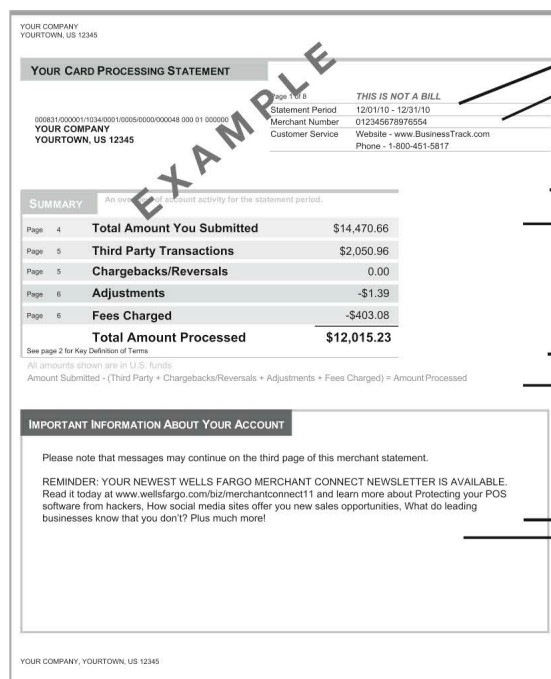 YOUR COMPANY
YOURTOWN, US 12345
YOUR CARD PROCESSING STATEMENT
EXAMPLE
Page 1 of 8 THIS IS NOT A BILL
Statement Period 12/01/10 - 12/31/10
Merchant Number 012345678976554
Customer Service Website - www.BusinessTrack.com
Phone - 1-800-451-5817
000831/000001/1034/0001/0005/0000/000048 000 01 000000
YOUR COMPANY
YOURTOWN, US 12345
SUMMARY An overview of account activity for the statement period.
Page 4 Total Amount You Submitted $14,470.66
Page 5 Third Party Transactions $2,050.96
Page 5 Chargebacks/Reversals 0.00
Page 6 Adjustments -$1.39
Page 6 Fees Charged -$403.08
Total Amount Processed $12,015.23
See page 2 for Key Definition of Terms
All amounts shown are in U.S. funds
Amount Submitted - (Third Party + Chargebacks/Reversals + Adjustments + Fees Charged) = Amount Processed
IMPORTANT INFORMATION ABOUT YOUR ACCOUNT
Please note that messages may continue on the third page of this merchant statement.
REMINDER: YOUR NEWEST WELLS FARGO MERCHANT CONNECT NEWSLETTER IS AVAILABLE.
Read it today at www.wellsfargo.com/biz/merchantconnect11 and learn more about Protecting your POS
software from hackers, How social media sites offer you new sales opportunities, What do leading
businesses know that you don't? Plus much more!
YOUR COMPANY, YOURTOWN, US 12345